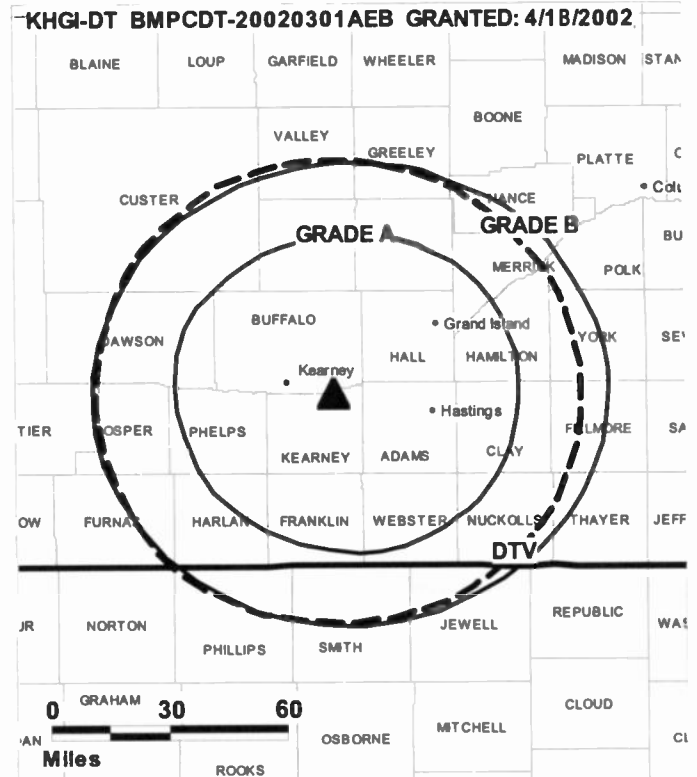 KHGI-DT BMPCDT-20020301AEB GRANTED: 4/18/2002
BLAINE LOUP GARFIELD WHEELER MADISON STAN
BOONE
VALLEY
GREELEY PLATTE C
CUSTER NANCE Colu
GRADE A GRADE B BU
MERRICK POLK
BUFFALO Grand Island
DAWSON HALL HAMILTON YORK SEV
Kearney
Hastings
TIER OSPER PHELPS FILLMORE SA
KEARNEY ADAMS CLAY
OW FURNAS HARLAN FRANKLIN WEBSTER NUCKOLLS THAYER JEFF
DTV
UR NORTON JEWELL REPUBLIC WAS
PHILLIPS SMITH
GRAHAM
0 30 60
CLOUD
AN OSBORNE MITCHELL CL
Miles
ROOKS